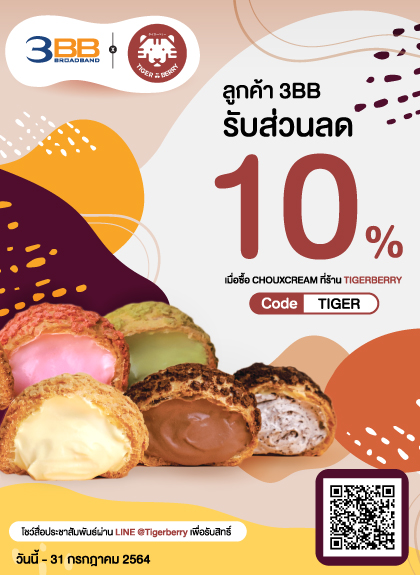 3BB
BROADBAND
x
TIGER BERRY
ลูกค้า 3BB
รับส่วนลด
10%
เมื่อซื้อ CHOUXCREAM ที่ร้าน TIGERBERRY
Code TIGER
โชว์สื่อประชาสัมพันธ์ผ่าน LINE @Tigerberry เพื่อรับสิทธิ์
วันนี้ - 31 กรกฎาคม 2564